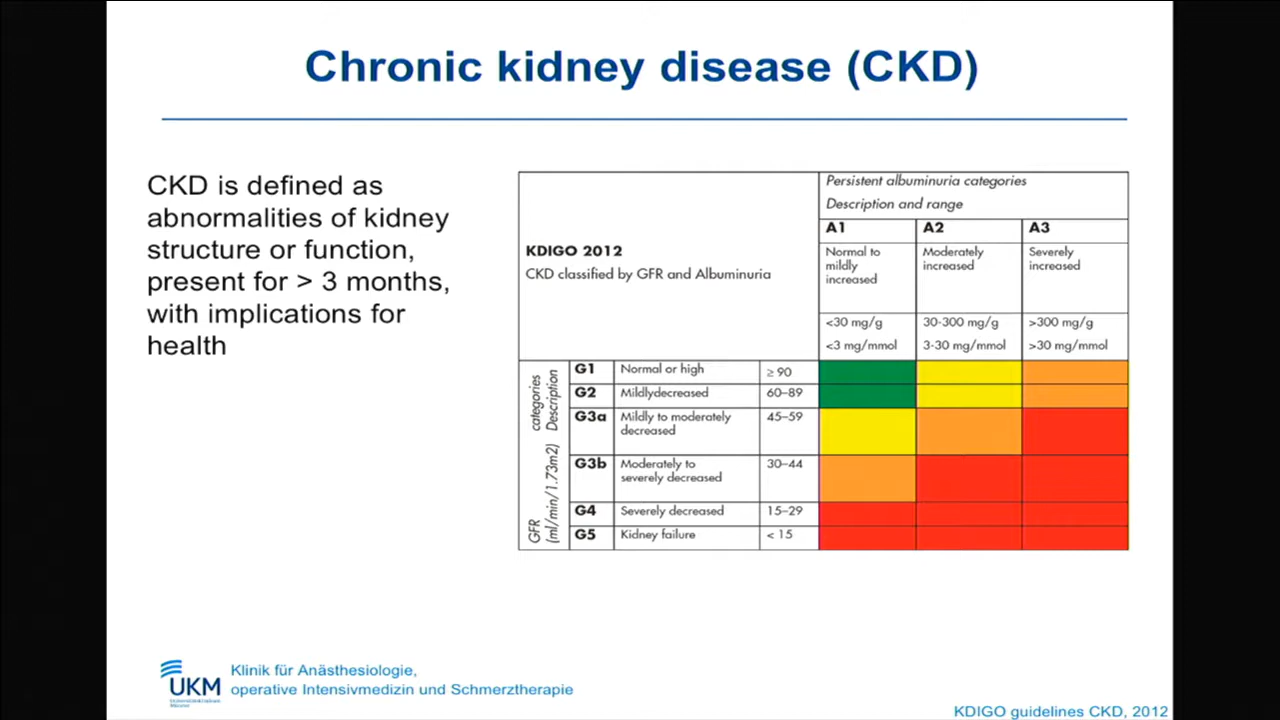 Chronic kidney disease (CKD)
CKD is defined as
abnormalities of kidney
structure or function,
present for > 3 months,
with implications for
health
Persistent albuminuria categories
Description and range
KDIGO 2012
CKD classified by GFR and Albuminuria
A1
A2
A3
Normal to
mildly
increased
Moderately
increased
Severely
increased
<30 mg/g
<3 mg/mmol
30-300 mg/g
3-30 mg/mmol
>300 mg/g
>30 mg/mmol
GFR categories
(ml/min/1.73m2) Description
G1 Normal or high ≥ 90
G2 Mildlydecreased 60–89
G3a Mildly to moderately
decreased 45–59
G3b Moderately to
severely decreased 30–44
G4 Severely decreased 15–29
G5 Kidney failure < 15
UKM
Klinik für Anästhesiologie,
operative Intensivmedizin und Schmerztherapie
KDIGO guidelines CKD, 2012